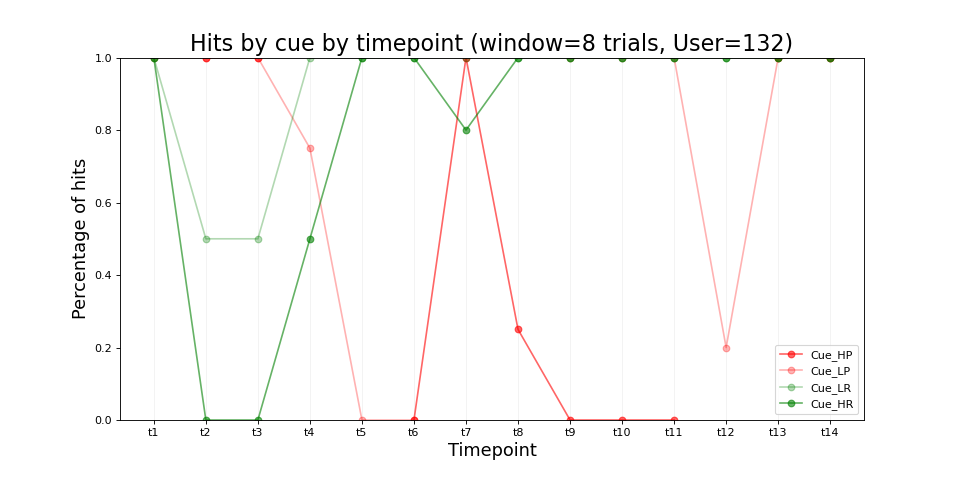 Hits by cue by timepoint (window=8 trials, User=132)
Percentage of hits
1.0
0.8
0.6
0.4
0.2
0.0
Cue_HP
Cue_LP
Cue_LR
Cue_HR
t1 t2 t3 t4 t5 t6 t7 t8 t9 t10 t11 t12 t13 t14
Timepoint